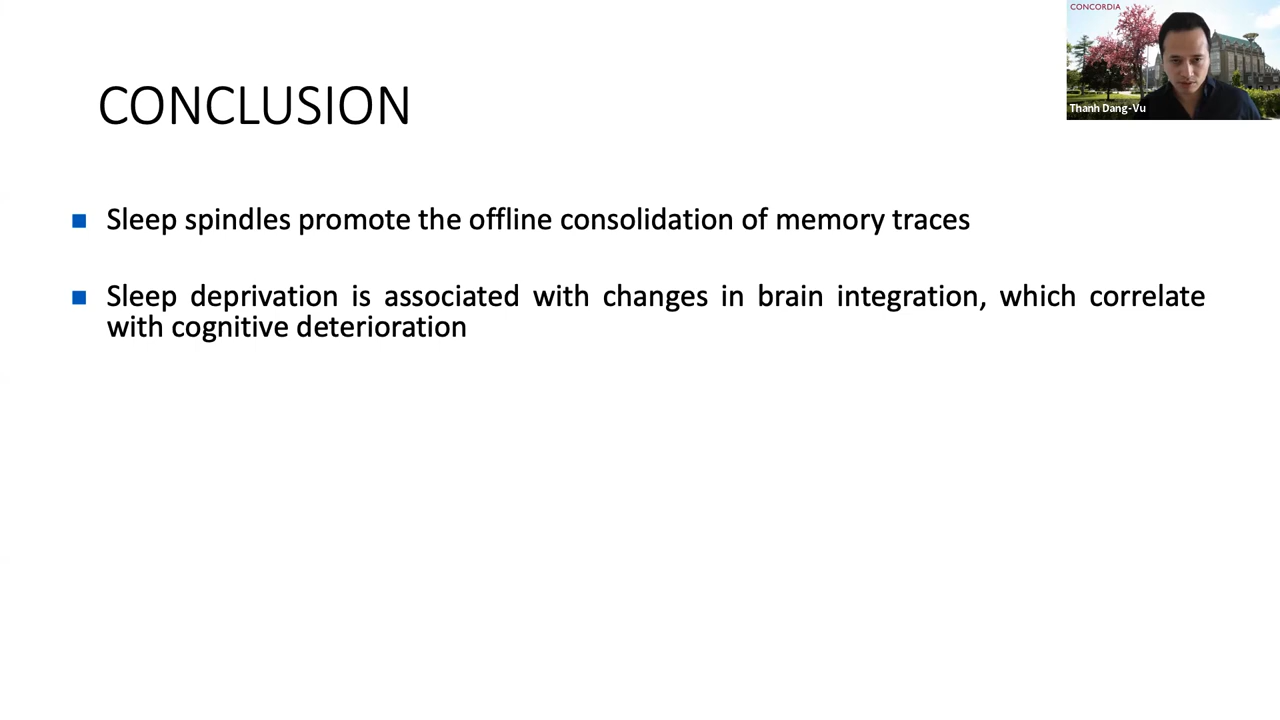 CONCORDIA
Thanh Dang-Vu
CONCLUSION
Sleep spindles promote the offline consolidation of memory traces
Sleep deprivation is associated with changes in brain integration, which correlate
with cognitive deterioration